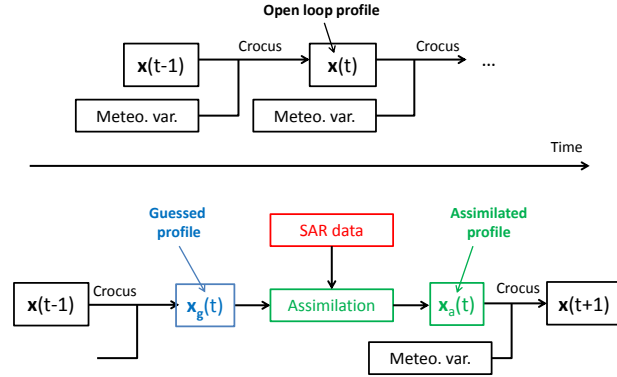 Open loop profile
Crocus
Crocus
x(t-1)
x(t)
...
Meteo. var.
Meteo. var.
Time
Guessed
profile
SAR data
Assimilated
profile
Crocus
Crocus
x(t-1)
xg(t)
Assimilation
xa(t)
x(t+1)
Meteo. var.